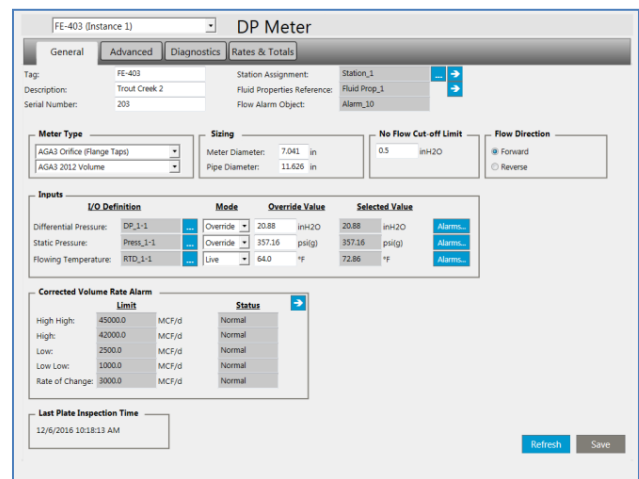 FE-403 (Instance 1) DP Meter
General Advanced Diagnostics Rates & Totals
Tag: FE-403 Station Assignment: Station_1 ...
Description: Trout Creek 2 Fluid Properties Reference: Fluid Prop_1
Serial Number: 203 Flow Alarm Object: Alarm_10
Meter Type Sizing No Flow Cut-off Limit Flow Direction
AGA3 Orifice (Flange Taps) Meter Diameter: 7.041 in 0.5 inH2O Forward
AGA3 2012 Volume Pipe Diameter: 11.626 in Reverse
Inputs
I/O Definition Mode Override Value Selected Value
Differential Pressure: DP_1-1 ... Override 20.88 inH2O 20.88 inH2O Alarms...
Static Pressure: Press_1-1 ... Override 357.16 psi(g) 357.16 psi(g) Alarms...
Flowing Temperature: RTD_1-1 ... Live 64.0 °F 72.86 °F Alarms...
Corrected Volume Rate Alarm
Limit Status
High High: 45000.0 MCF/d Normal
High: 42000.0 MCF/d Normal
Low: 2500.0 MCF/d Normal
Low Low: 1000.0 MCF/d Normal
Rate of Change: 3000.0 MCF/d Normal
Last Plate Inspection Time
12/6/2016 10:18:13 AM
Refresh Save